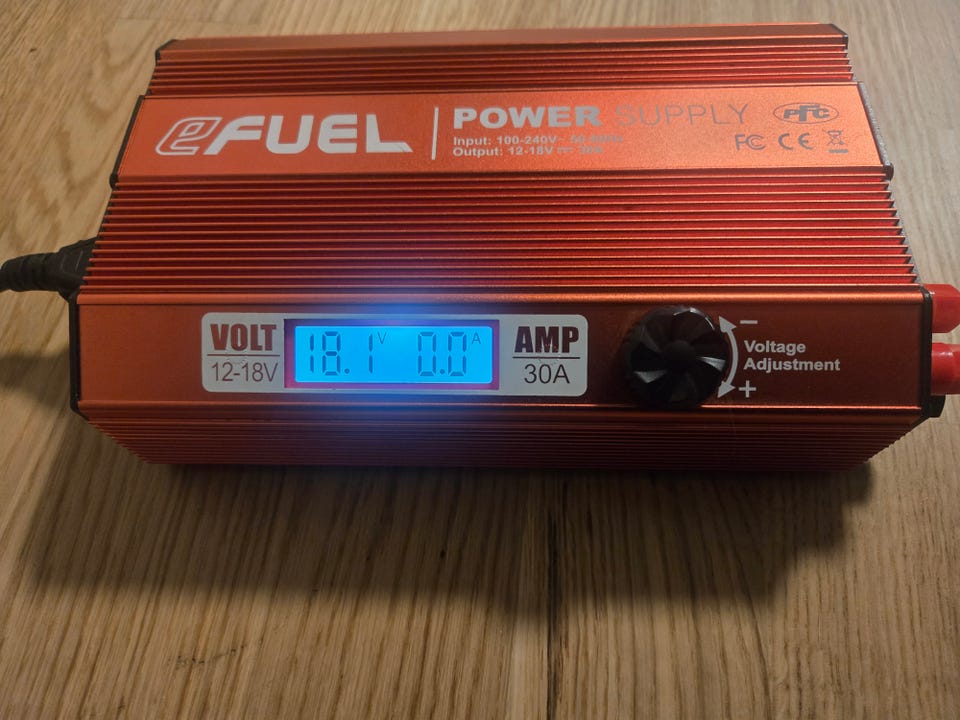 eFUEL
POWER SUPPLY
Input: 100-240V~
Output: 12-18V⎓ 30A
PFC
FC CE
VOLT
12-18V
18.1 V 0.0 A
AMP
30A
−
Voltage
Adjustment
+